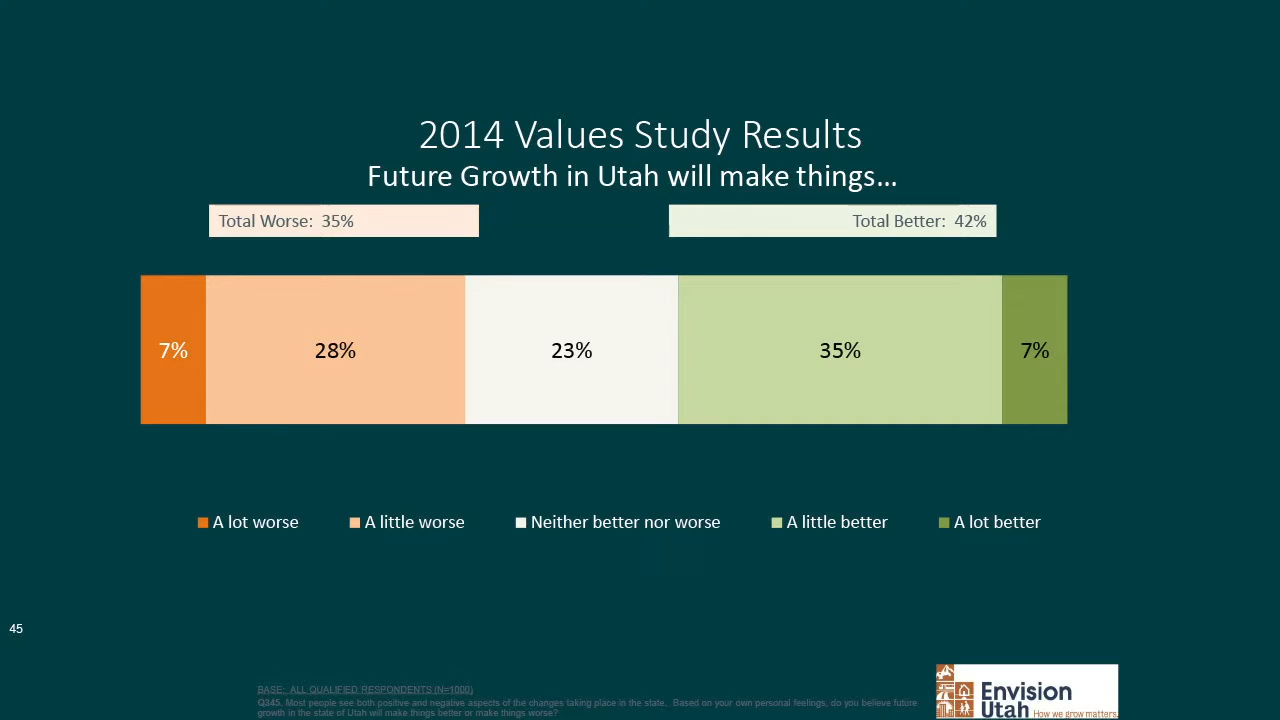 2014 Values Study Results
Future Growth in Utah will make things...
Total Worse: 35%
Total Better: 42%
7%
28%
23%
35%
7%
A lot worse
A little worse
Neither better nor worse
A little better
A lot better
45
BASE: ALL QUALIFIED RESPONDENTS (N=1000)
Q345. Most people see both positive and negative aspects of the changes taking place in the state. Based on your own personal feelings, do you believe future
growth in the state of Utah will make things better or make things worse?
Envision
Utah How we grow matters.